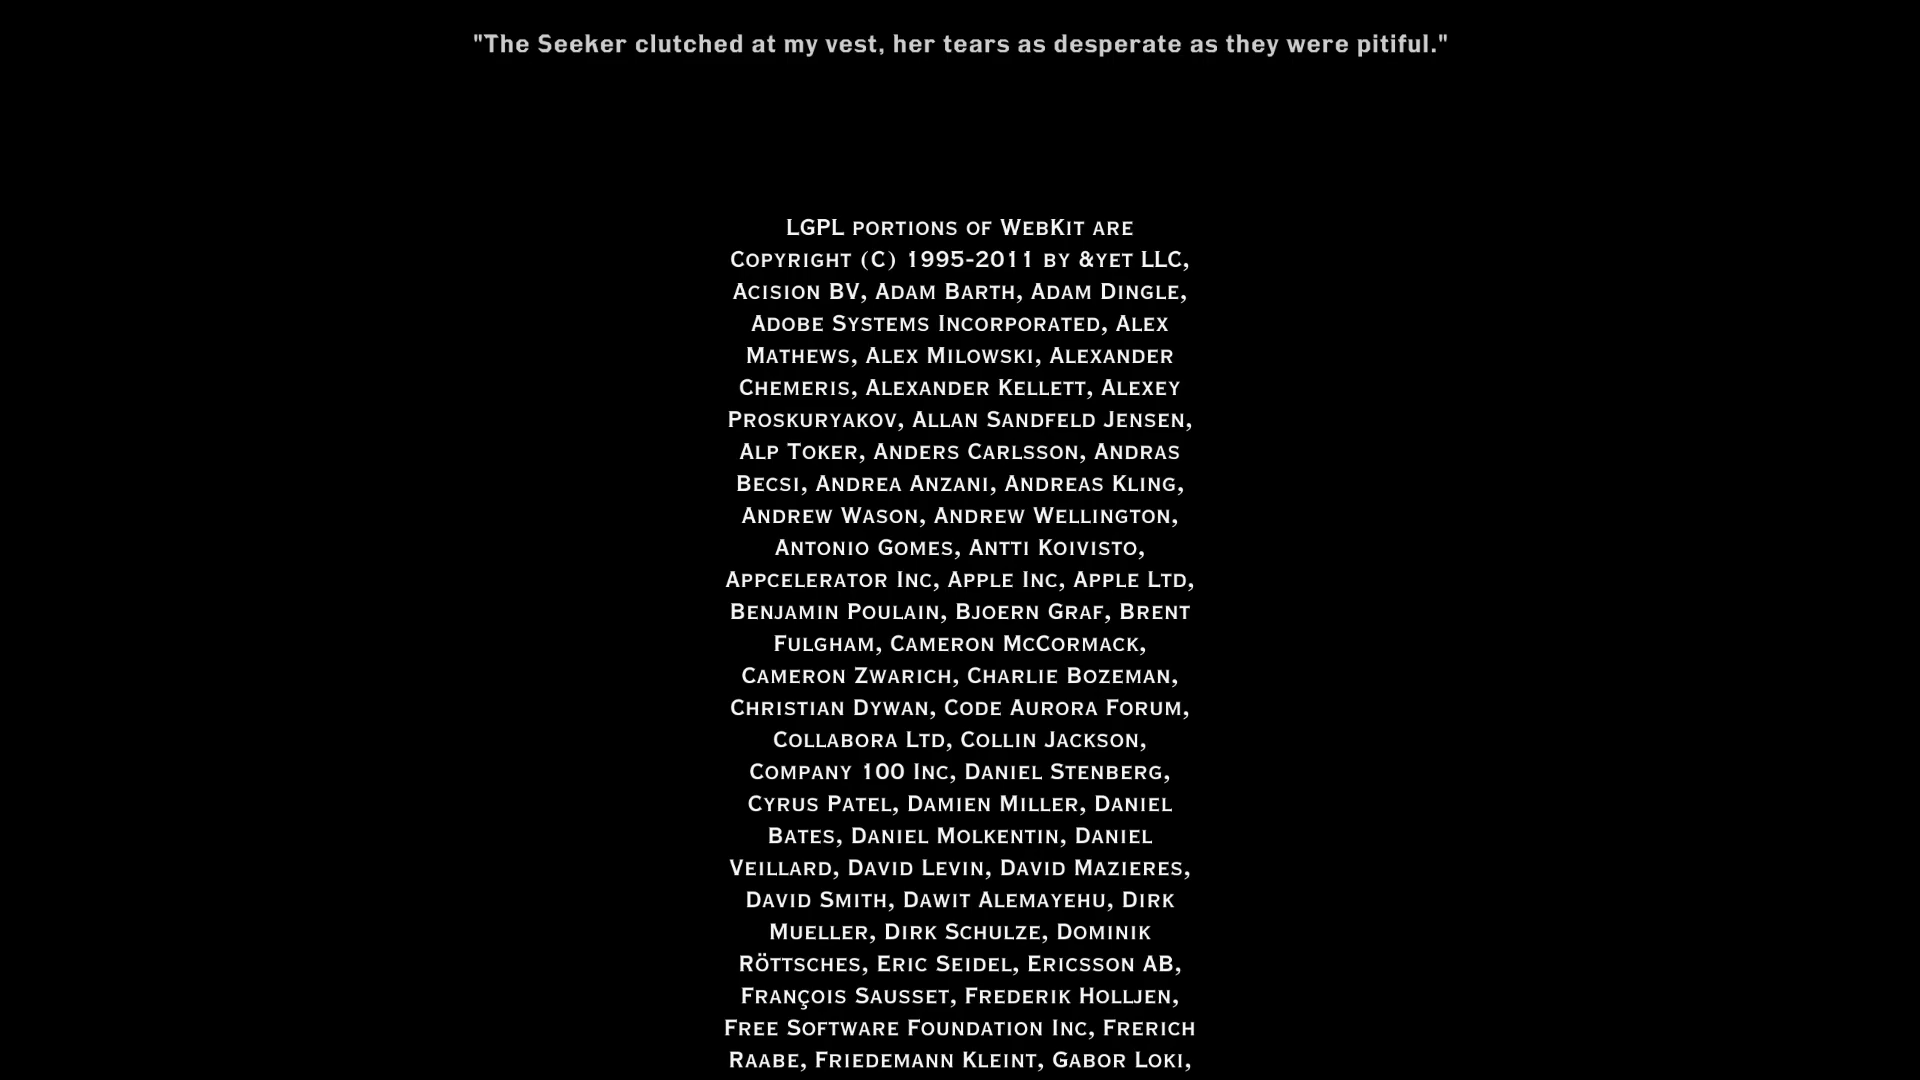 "The Seeker clutched at my vest, her tears as desperate as they were pitiful."
LGPL portions of WebKit are
Copyright (C) 1995-2011 by &yet LLC,
Acision BV, Adam Barth, Adam Dingle,
Adobe Systems Incorporated, Alex
Mathews, Alex Milowski, Alexander
Chemeris, Alexander Kellett, Alexey
Proskuryakov, Allan Sandfeld Jensen,
Alp Toker, Anders Carlsson, Andras
Becsi, Andrea Anzani, Andreas Kling,
Andrew Wason, Andrew Wellington,
Antonio Gomes, Antti Koivisto,
Appcelerator Inc, Apple Inc, Apple Ltd,
Benjamin Poulain, Bjoern Graf, Brent
Fulgham, Cameron McCormack,
Cameron Zwarich, Charlie Bozeman,
Christian Dywan, Code Aurora Forum,
Collabora Ltd, Collin Jackson,
Company 100 Inc, Daniel Stenberg,
Cyrus Patel, Damien Miller, Daniel
Bates, Daniel Molkentin, Daniel
Veillard, David Levin, David Mazieres,
David Smith, Dawit Alemayehu, Dirk
Mueller, Dirk Schulze, Dominik
Röttsches, Eric Seidel, Ericsson AB,
François Sausset, Frederik Holljen,
Free Software Foundation Inc, Frerich
Raabe, Friedemann Kleint, Gabor Loki,